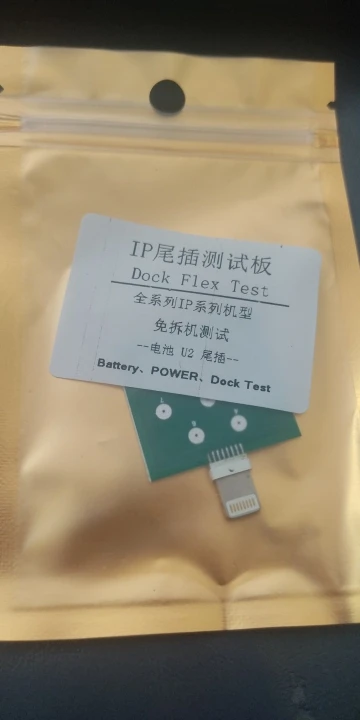 IP尾插测试板
Dock Flex Test
全系列IP系列机型
免拆机测试
--电池 U2 尾插--
Battery、POWER、Dock Test